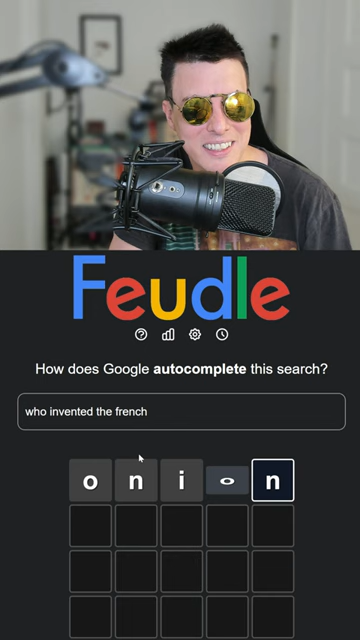 Feudle
How does Google autocomplete this search?
who invented the french
o n i o n